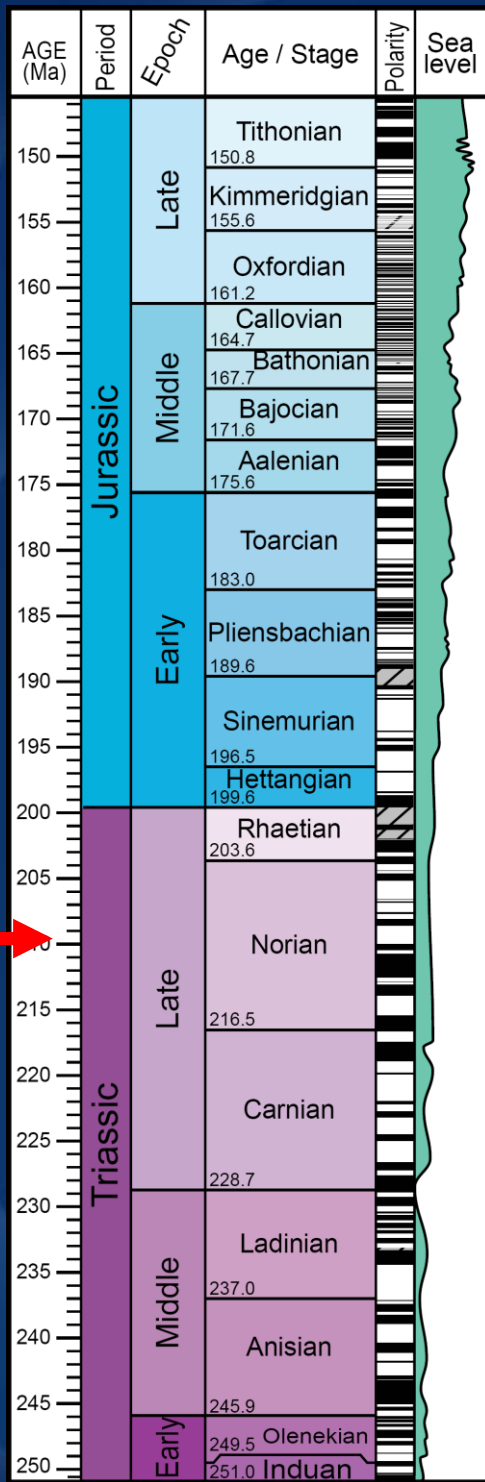 AGE (Ma) Period Epoch Age / Stage Polarity Sea level
150
155
160
165
170
175
180
185
190
195
200
205
215
220
225
230
235
240
245
250
Jurassic
Triassic
Late
Middle
Early
Late
Middle
Early
Tithonian
150.8
Kimmeridgian
155.6
Oxfordian
161.2
Callovian
164.7
Bathonian
167.7
Bajocian
171.6
Aalenian
175.6
Toarcian
183.0
Pliensbachian
189.6
Sinemurian
196.5
Hettangian
199.6
Rhaetian
203.6
Norian
216.5
Carnian
228.7
Ladinian
237.0
Anisian
245.9
Olenekian
249.5
Induan
251.0